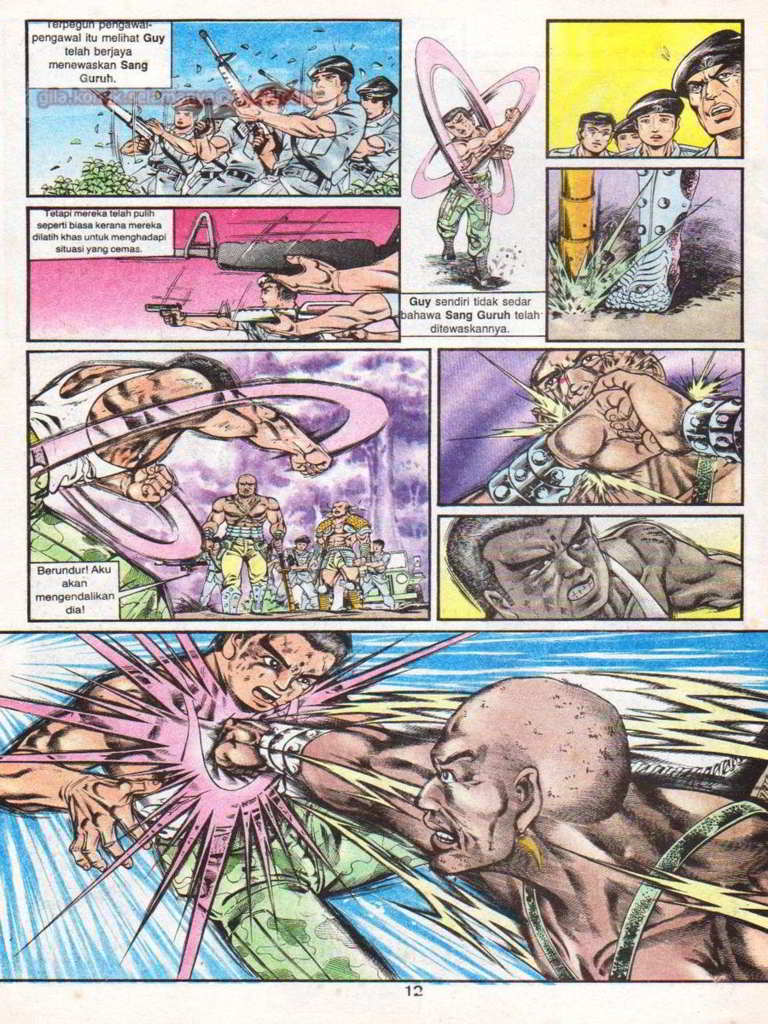 Terpegun pengawal-
pengawal itu melihat Guy
telah berjaya
menewaskan Sang
Guruh.
Tetapi mereka telah pulih
seperti biasa kerana mereka
dilatih khas untuk menghadapi
situasi yang cemas.
Guy sendiri tidak sedar
bahawa Sang Guruh telah
ditewaskannya.
Berundur! Aku
akan
mengendalikan
dia!
12